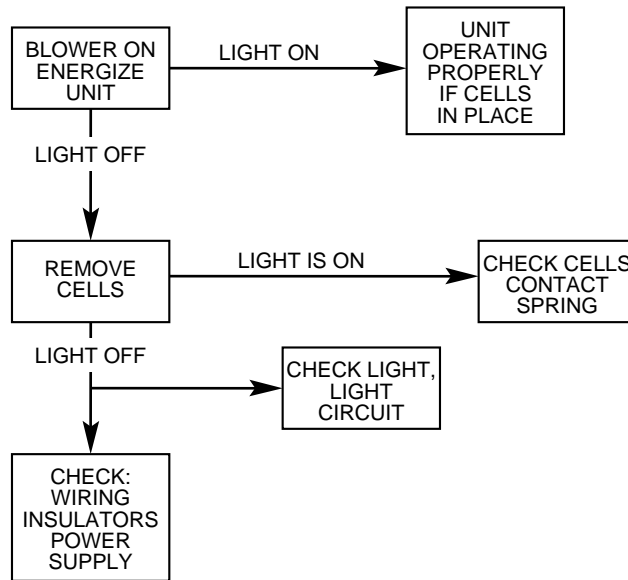 BLOWER ON
ENERGIZE
UNIT
LIGHT ON
UNIT
OPERATING
PROPERLY
IF CELLS
IN PLACE
LIGHT OFF
REMOVE
CELLS
LIGHT IS ON
CHECK CELLS
CONTACT
SPRING
LIGHT OFF
CHECK LIGHT,
LIGHT
CIRCUIT
CHECK:
WIRING
INSULATORS
POWER
SUPPLY